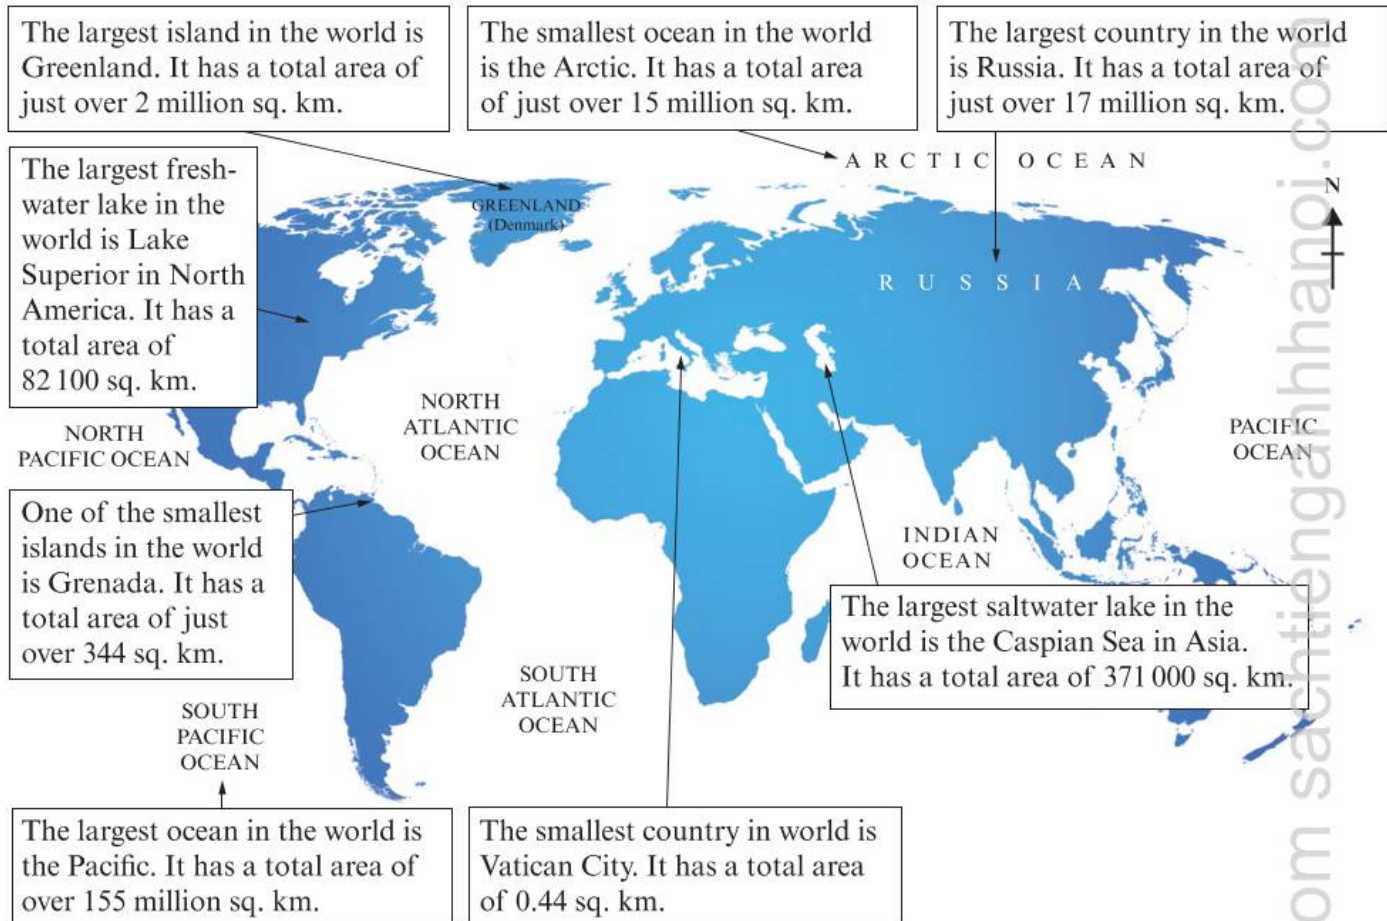 The largest island in the world is
Greenland. It has a total area of
just over 2 million sq. km.
The smallest ocean in the world
is the Arctic. It has a total area
of just over 15 million sq. km.
The largest country in the world
is Russia. It has a total area of
just over 17 million sq. km.
ARCTIC OCEAN
The largest fresh-
water lake in the
world is Lake
Superior in North
America. It has a
total area of
82 100 sq. km.
GREENLAND
(Denmark)
N
RUSSIA
NORTH
PACIFIC OCEAN
NORTH
ATLANTIC
OCEAN
PACIFIC
OCEAN
One of the smallest
islands in the world
is Grenada. It has a
total area of just
over 344 sq. km.
INDIAN
OCEAN
The largest saltwater lake in the
world is the Caspian Sea in Asia.
It has a total area of 371 000 sq. km.
SOUTH
ATLANTIC
OCEAN
SOUTH
PACIFIC
OCEAN
The largest ocean in the world is
the Pacific. It has a total area of
over 155 million sq. km.
The smallest country in world is
Vatican City. It has a total area
of 0.44 sq. km.
om sachtienganhhanoi.com